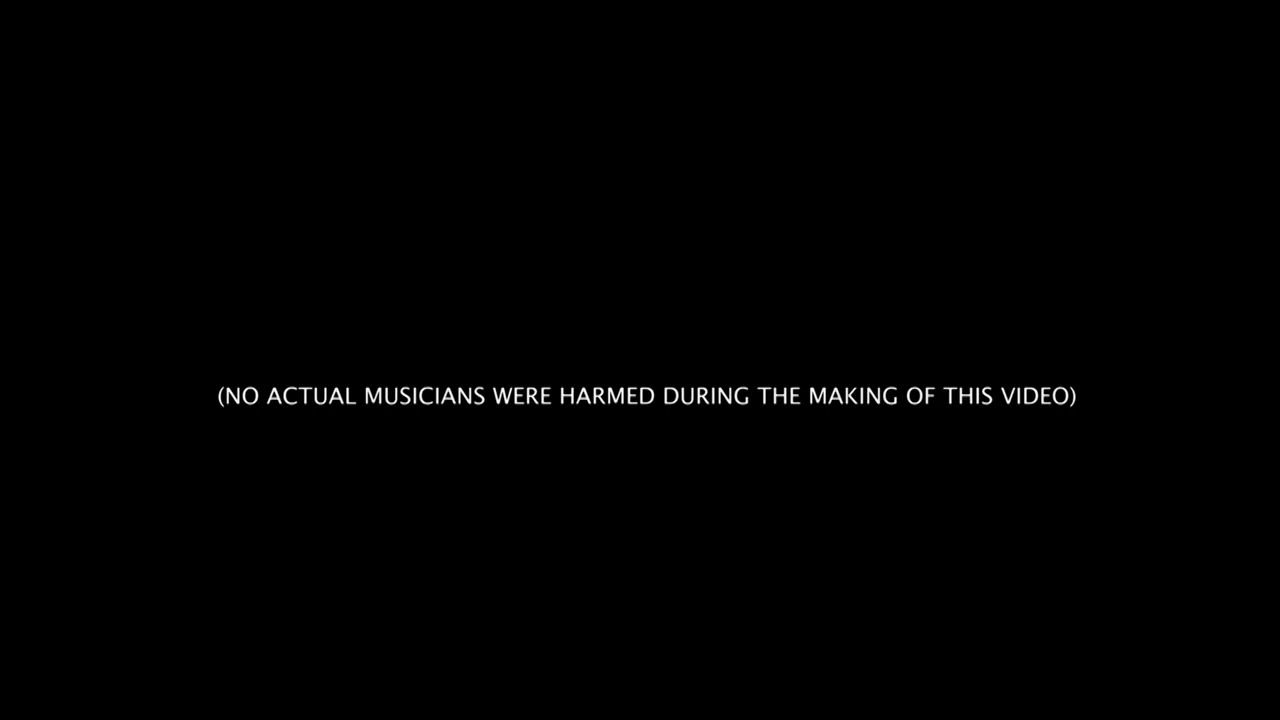 (NO ACTUAL MUSICIANS WERE HARMED DURING THE MAKING OF THIS VIDEO)